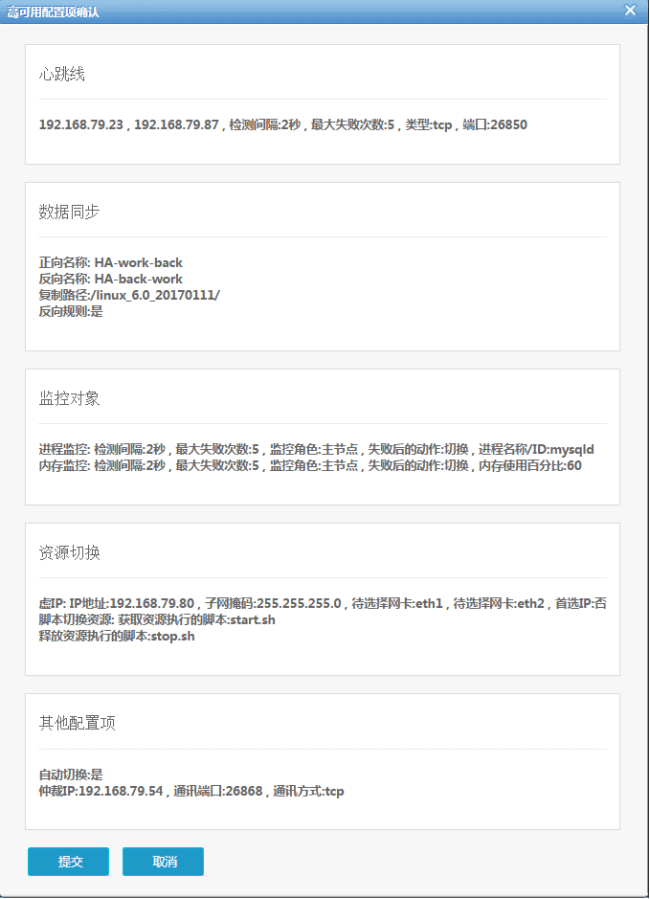 高可用配置项确认
心跳线
192.168.79.23 , 192.168.79.87 , 检测间隔:2秒 , 最大失败次数:5 , 类型:tcp , 端口:26850
数据同步
正向名称: HA-work-back
反向名称: HA-back-work
复制路径:/linux_6.0_20170111/
反向规则:是
监控对象
进程监控: 检测间隔:2秒 , 最大失败次数:5 , 监控角色:主节点 , 失败后的动作:切换 , 进程名称/ID:mysqld
内存监控: 检测间隔:2秒 , 最大失败次数:5 , 监控角色:主节点 , 失败后的动作:切换 , 内存使用百分比:60
资源切换
虚IP: IP地址:192.168.79.80 , 子网掩码:255.255.255.0 , 待选择网卡:eth1 , 待选择网卡:eth2 , 首选IP:否
脚本切换资源: 获取资源执行的脚本:start.sh
释放资源执行的脚本:stop.sh
其他配置项
自动切换:是
仲裁IP:192.168.79.54 , 通讯端口:26868 , 通讯方式:tcp
提交 取消